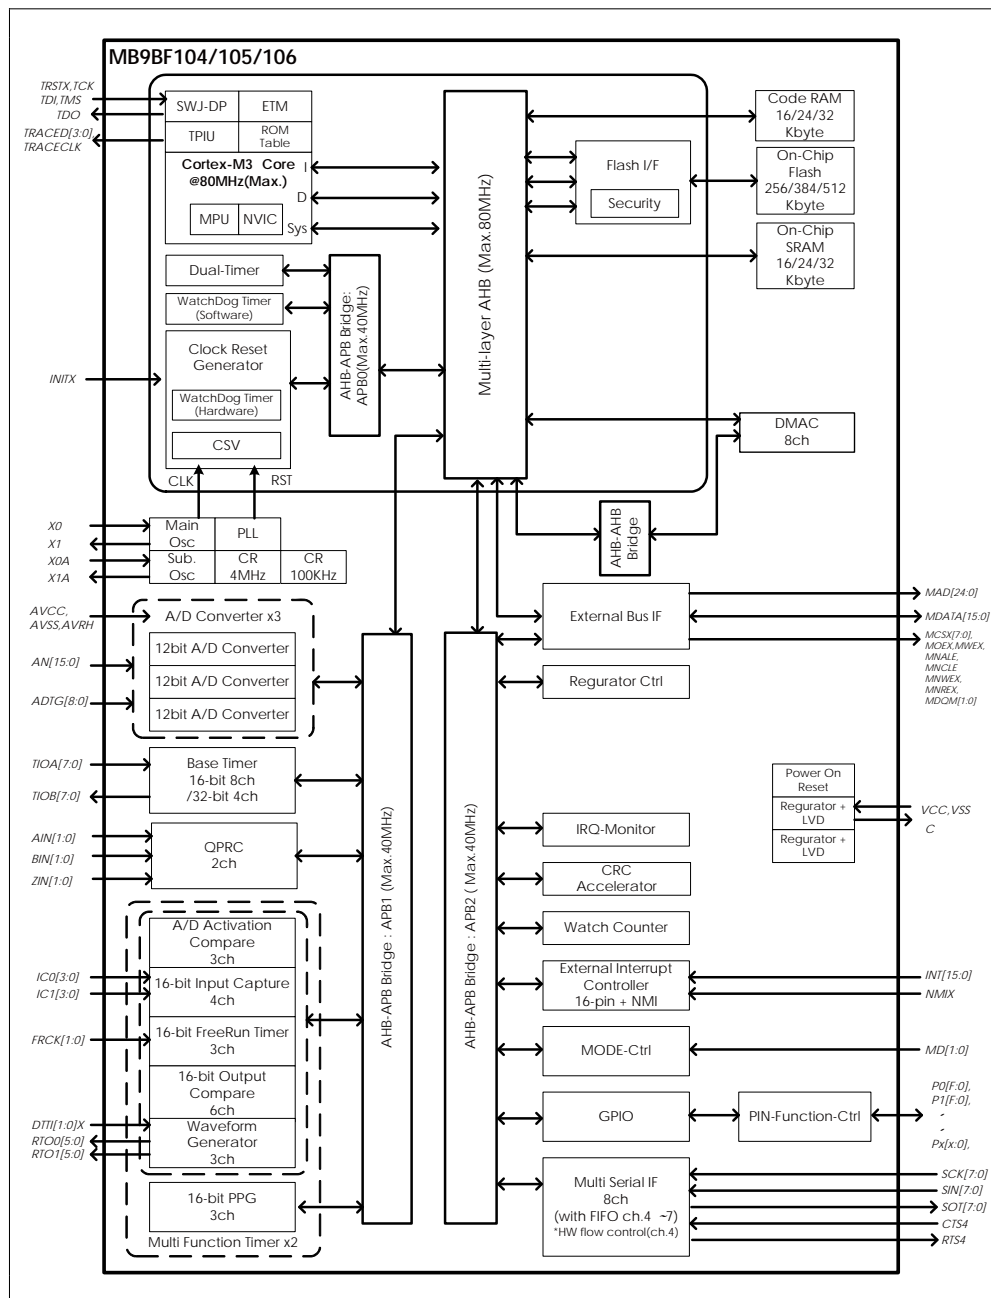 MB9BF104/105/106
TRSTX,TCK
TDI,TMS
TDO
TRACED[3:0]
TRACECLK
SWJ-DP
ETM
TPIU
ROM
Table
Cortex-M3 Core
@80MHz(Max.)
I
D
Sys
MPU
NVIC
Dual-Timer
WatchDog Timer
(Software)
Clock Reset
Generator
WatchDog Timer
(Hardware)
CSV
INITX
CLK
RST
AHB-APB Bridge:
APB0(Max.40MHz)
Multi-layer AHB (Max.80MHz)
Flash I/F
Security
Code RAM
16/24/32
Kbyte
On-Chip
Flash
256/384/512
Kbyte
On-Chip
SRAM
16/24/32
Kbyte
DMAC
8ch
AHB-AHB
Bridge
X0
X1
X0A
X1A
Main
Osc
PLL
Sub.
Osc
CR
4MHz
CR
100KHz
AVCC,
AVSS,AVRH
AN[15:0]
ADTG[8:0]
A/D Converter x3
12bit A/D Converter
12bit A/D Converter
12bit A/D Converter
TIOA[7:0]
TIOB[7:0]
Base Timer
16-bit 8ch
/32-bit 4ch
AIN[1:0]
BIN[1:0]
ZIN[1:0]
QPRC
2ch
A/D Activation
Compare
3ch
IC0[3:0]
IC1[3:0]
16-bit Input Capture
4ch
FRCK[1:0]
16-bit FreeRun Timer
3ch
16-bit Output
Compare
6ch
DTTI[1:0]X
RTO0[5:0]
RTO1[5:0]
Waveform
Generator
3ch
16-bit PPG
3ch
Multi Function Timer x2
AHB-APB Bridge : APB1 (Max.40MHz)
AHB-APB Bridge : APB2 ( Max.40MHz)
External Bus IF
MAD[24:0]
MDATA[15:0]
MCSX[7:0],
MOEX,MWEX,
MNALE,
MNCLE
MNWEX,
MNREX,
MDQM[1:0]
Regurator Ctrl
Power On
Reset
Regurator +
LVD
Regurator +
LVD
VCC,VSS
C
IRQ-Monitor
CRC
Accelerator
Watch Counter
External Interrupt
Controller
16-pin + NMI
INT[15:0]
NMIX
MODE-Ctrl
MD[1:0]
GPIO
PIN-Function-Ctrl
P0[F:0],
P1[F:0],
Px[x:0],
Multi Serial IF
8ch
(with FIFO ch.4 ~7)
*HW flow control(ch.4)
SCK[7:0]
SIN[7:0]
SOT[7:0]
CTS4
RTS4